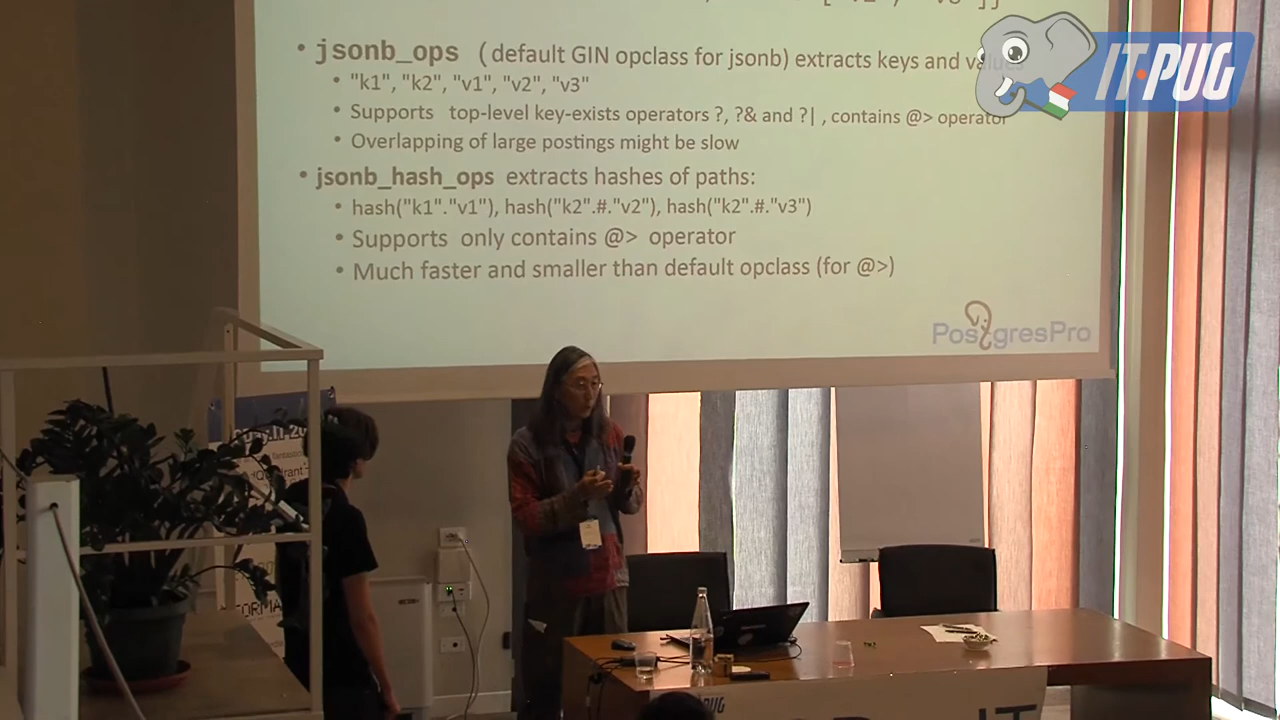 • jsonb_ops ( default GIN opclass for jsonb) extracts keys and
• "k1", "k2", "v1", "v2", "v3"
• Supports top-level key-exists operators ?, ?& and ?| , contains @> operator
• Overlapping of large postings might be slow
• jsonb_hash_ops extracts hashes of paths:
• hash("k1"."v1"), hash("k2".#."v2"), hash("k2".#."v3")
• Supports only contains @> operator
• Much faster and smaller than default opclass (for @>)
PostgresPro
IT•PUG
fantastic
IT